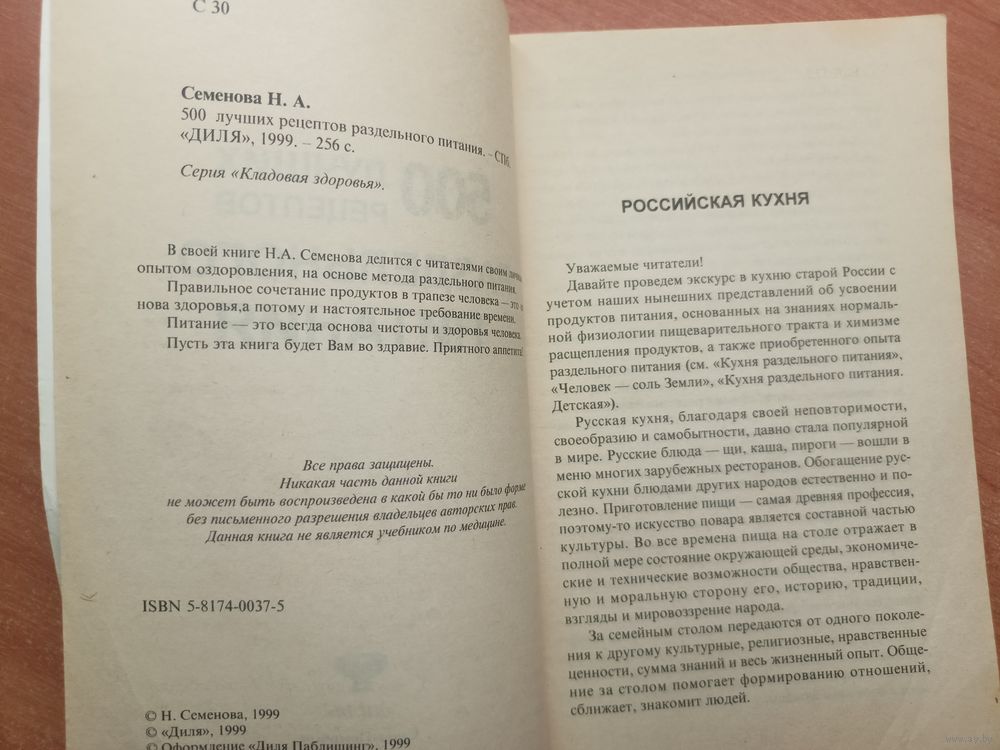 С 30
Семенова Н. А.
500 лучших рецептов раздельного питания. – СПб.
«ДИЛЯ», 1999. – 256 с.
Серия «Кладовая здоровья».
В своей книге Н.А. Семенова делится с читателями своим
опытом оздоровления, на основе метода раздельного питания.
Правильное сочетание продуктов в трапезе человека — это
нова здоровья,а потому и настоятельное требование времени.
Питание — это всегда основа чистоты и здоровья человека.
Пусть эта книга будет Вам во здравие. Приятного аппетита!
Все права защищены.
Никакая часть данной книги
не может быть воспроизведена в какой бы то ни было форме
без письменного разрешения владельцев авторских прав.
Данная книга не является учебником по медицине.
ISBN 5-8174-0037-5
© Н. Семенова, 1999
© «Диля», 1999
© Оформление «Диля Паблишинг», 1999
РОССИЙСКАЯ КУХНЯ
Уважаемые читатели!
Давайте проведем экскурс в кухню старой России с
учетом наших нынешних представлений об усвоении
продуктов питания, основанных на знаниях нормаль-
ной физиологии пищеварительного тракта и химизме
расщепления продуктов, а также приобретенного опыта
раздельного питания (см. «Кухня раздельного питания»,
«Человек — соль Земли», «Кухня раздельного питания.
Детская»).
Русская кухня, благодаря своей неповторимости,
своеобразию и самобытности, давно стала популярной
в мире. Русские блюда — щи, каша, пироги — вошли в
меню многих зарубежных ресторанов. Обогащение рус-
ской кухни блюдами других народов естественно и по-
лезно. Приготовление пищи — самая древняя профессия,
поэтому-то искусство повара является составной частью
культуры. Во все времена пища на столе отражает в
полной мере состояние окружающей среды, экономиче-
ские и технические возможности общества, нравствен-
ную и моральную сторону его, историю, традиции,
взгляды и мировоззрение народа.
За семейным столом передаются от одного поколе-
ния к другому культурные, религиозные, нравственные
ценности, сумма знаний и весь жизненный опыт. Обще-
ние за столом помогает формированию отношений,
сближает, знакомит людей.